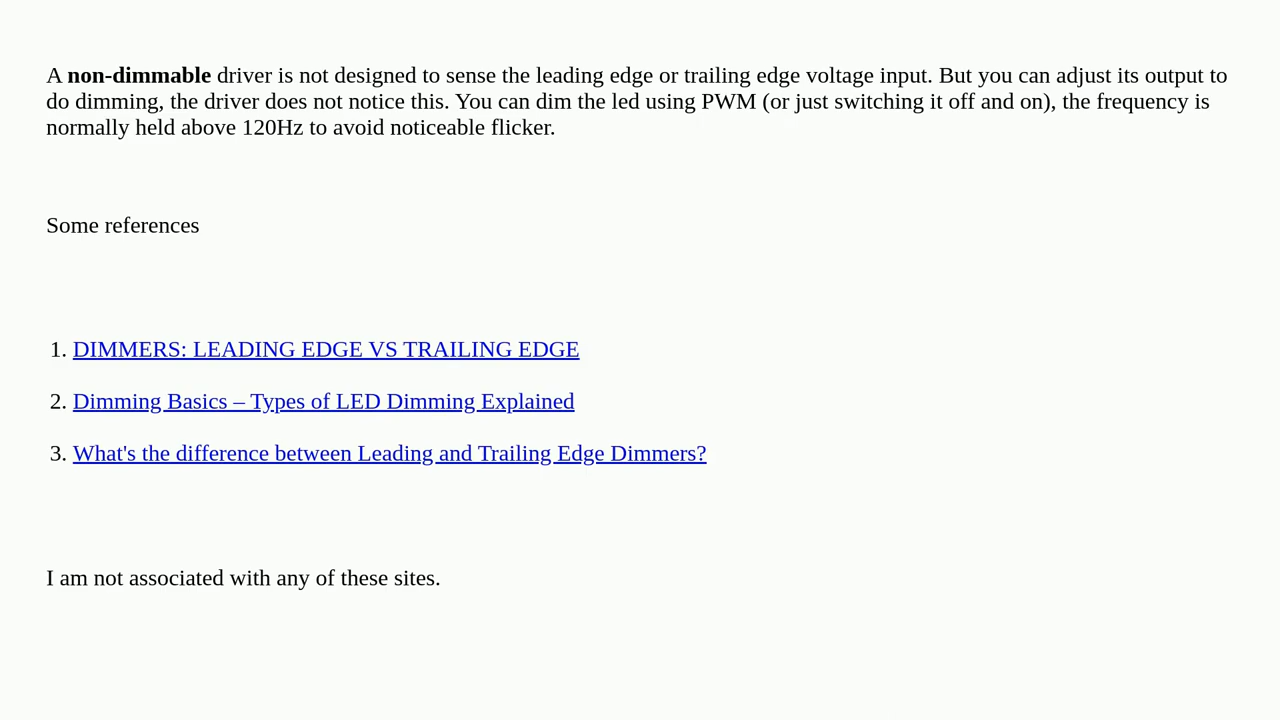 A non-dimmable driver is not designed to sense the leading edge or trailing edge voltage input. But you can adjust its output to
do dimming, the driver does not notice this. You can dim the led using PWM (or just switching it off and on), the frequency is
normally held above 120Hz to avoid noticeable flicker.
Some references
1. DIMMERS: LEADING EDGE VS TRAILING EDGE
2. Dimming Basics – Types of LED Dimming Explained
3. What's the difference between Leading and Trailing Edge Dimmers?
I am not associated with any of these sites.